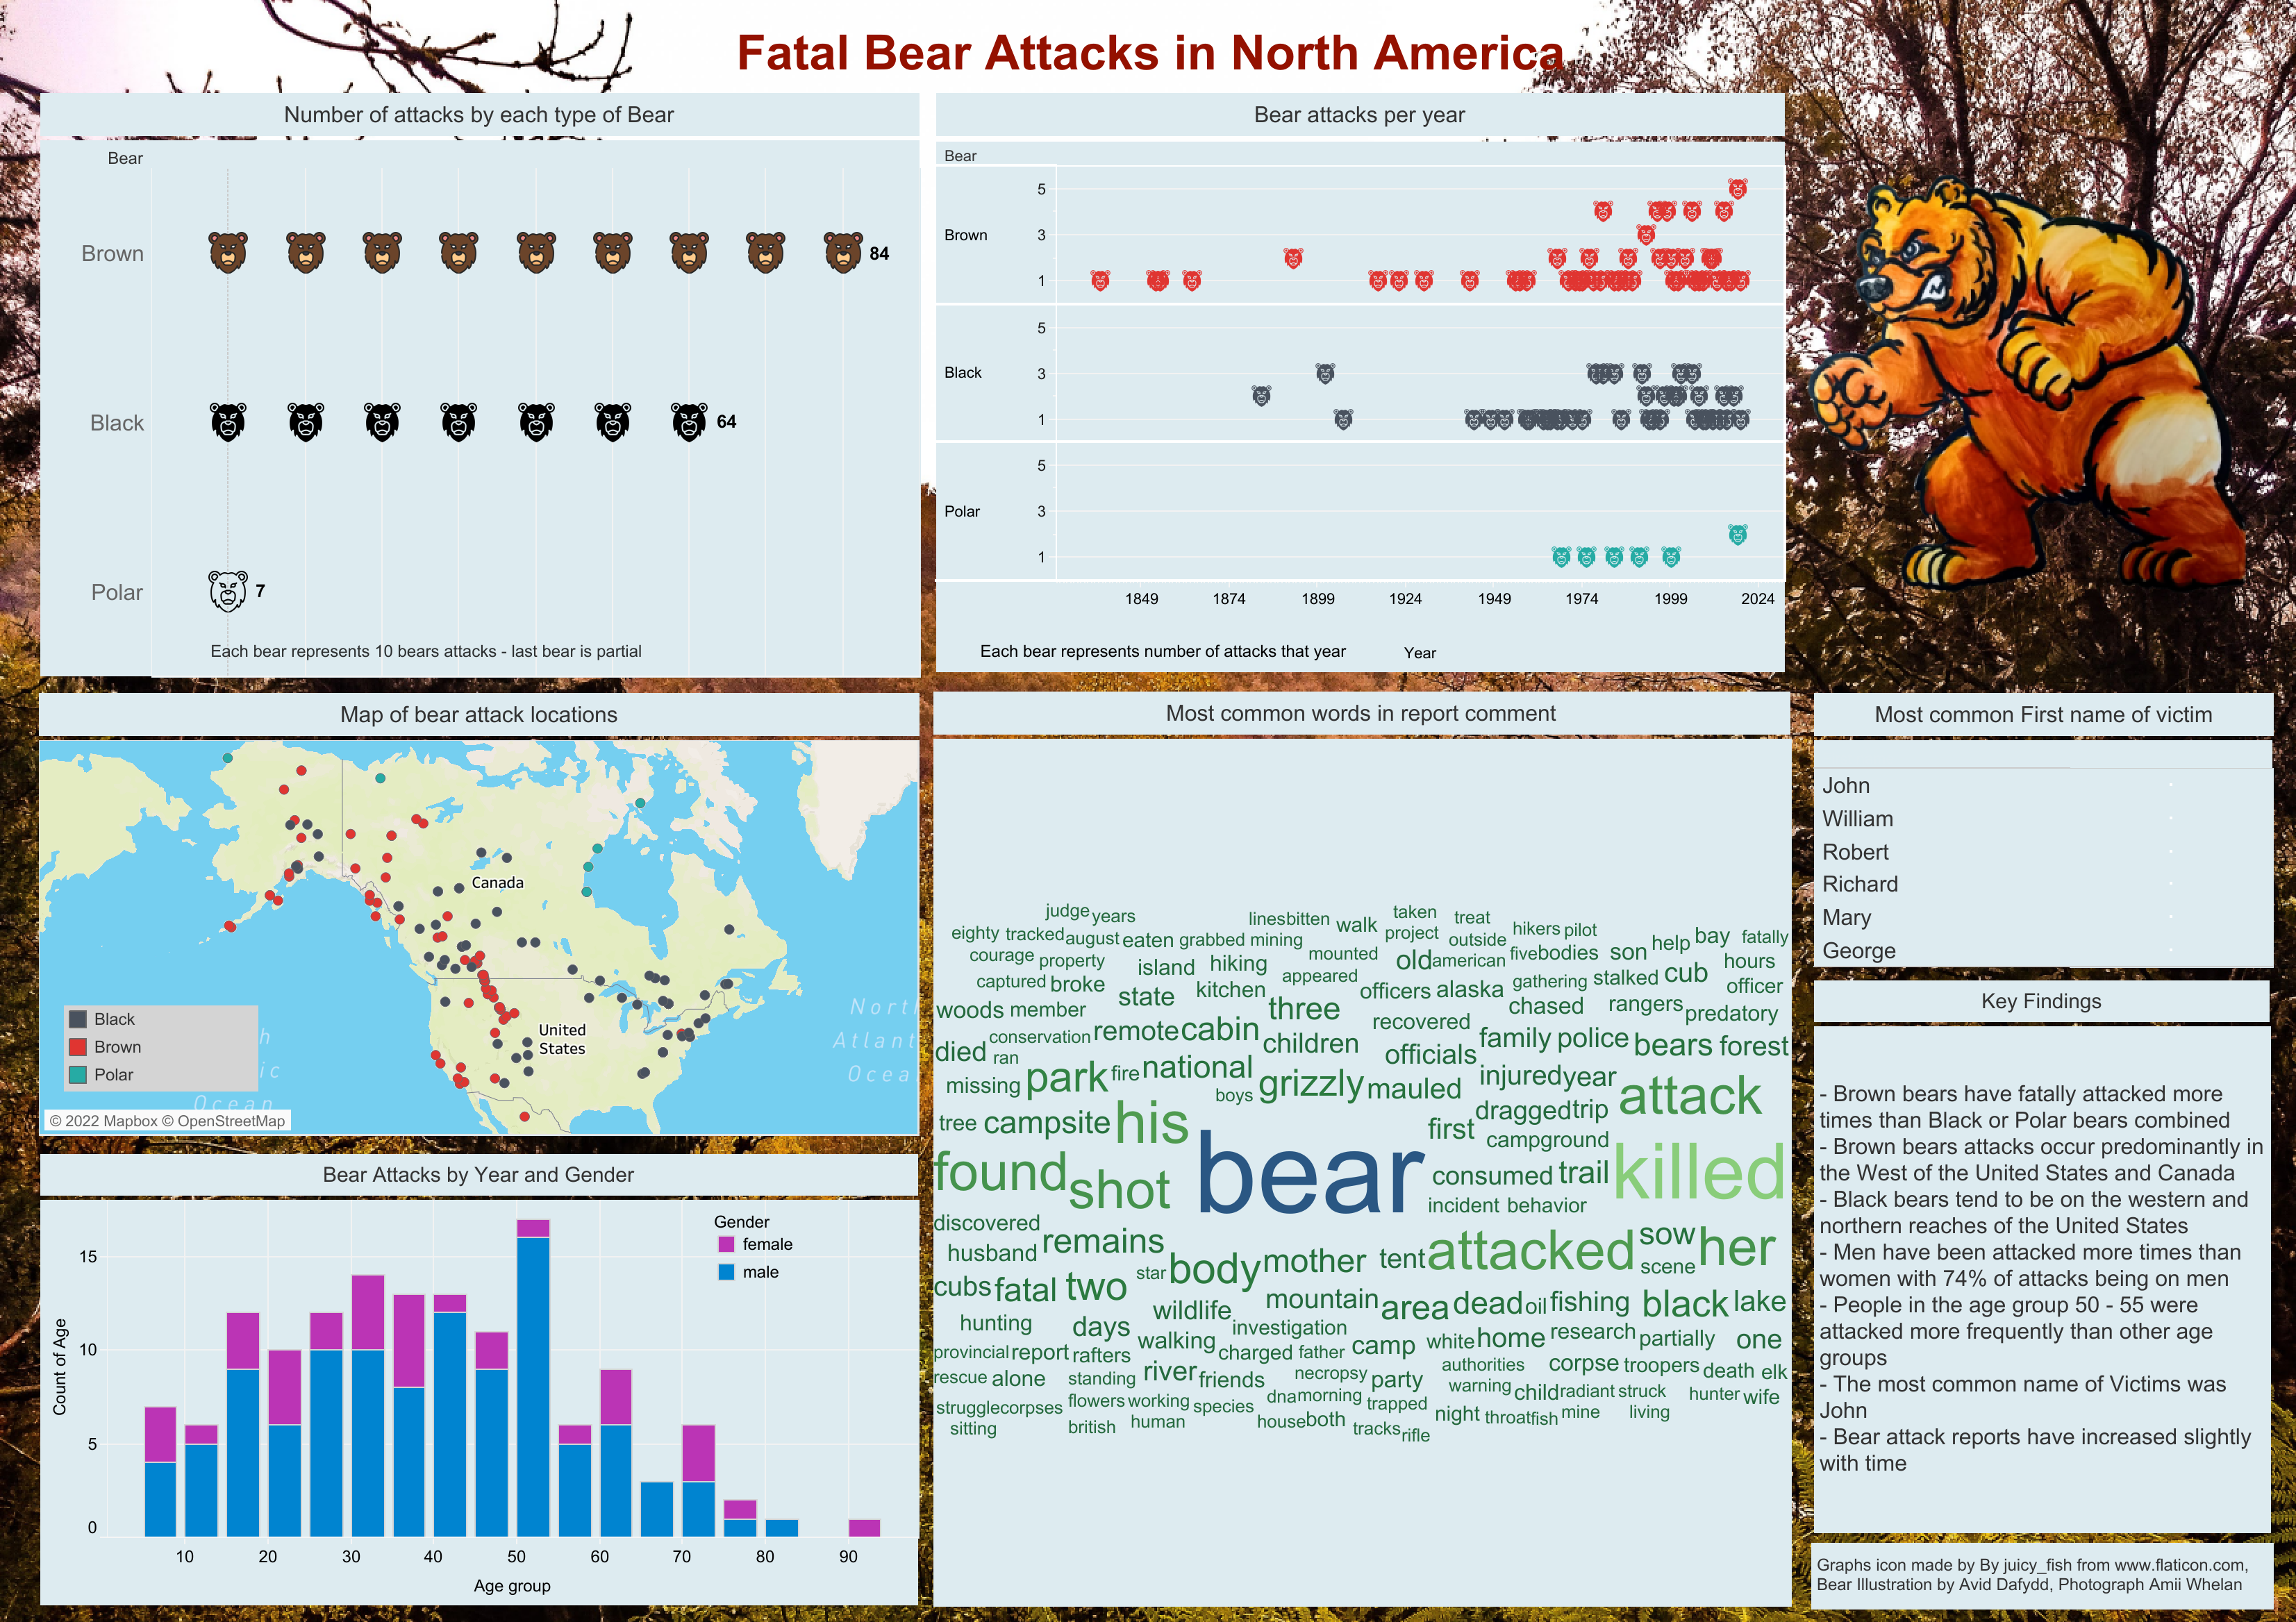 Fatal Bear Attacks in North America
Number of attacks by each type of Bear
Bear
Brown
84
Black
64
Polar
7
Each bear represents 10 bears attacks - last bear is partial
Bear attacks per year
Bear
Brown
5
3
1
Black
5
3
1
Polar
5
3
1
1849 1874 1899 1924 1949 1974 1999 2024
Each bear represents number of attacks that year
Year
Map of bear attack locations
Canada
United
States
North
Atlant
Ocea
h
ic
Ocean
Black
Brown
Polar
© 2022 Mapbox © OpenStreetMap
Bear Attacks by Year and Gender
Gender
female
male
Count of Age
15
10
5
0
10 20 30 40 50 60 70 80 90
Age group
Most common words in report comment
judge years linesbitten walk taken treat hikers pilot
eighty tracked august eaten grabbed mining mounted project outside fivebodies son help bay fatally
courage property island hiking appeared old american gathering stalked cub hours
captured broke state kitchen three officers alaska chased rangers officer
woods member conservation remote cabin children recovered family police predatory
died ran national officials bears forest
missing park fire boys grizzly mauled injured year attack
tree campsite his first dragged trip campground
found shot bear consumed trail killed
incident behavior
discovered husband remains body mother tent attacked sow scene her
cubs fatal two star wildlife mountain area dead oil fishing black lake
hunting days walking investigation camp white home research partially one
provincial report rafters charged father authorities corpse troopers death elk
rescue alone standing river friends necropsy party warning child radiant struck hunter wife
struggle corpses flowers working species dna morning trapped night throat fish mine living
sitting british human house both tracks rifle
Most common First name of victim
John
William
Robert
Richard
Mary
George
Key Findings
- Brown bears have fatally attacked more
times than Black or Polar bears combined
- Brown bears attacks occur predominantly in
the West of the United States and Canada
- Black bears tend to be on the western and
northern reaches of the United States
- Men have been attacked more times than
women with 74% of attacks being on men
- People in the age group 50 - 55 were
attacked more frequently than other age
groups
- The most common name of Victims was
John
- Bear attack reports have increased slightly
with time
Graphs icon made by By juicy_fish from www.flaticon.com,
Bear Illustration by Avid Dafydd, Photograph Amii Whelan